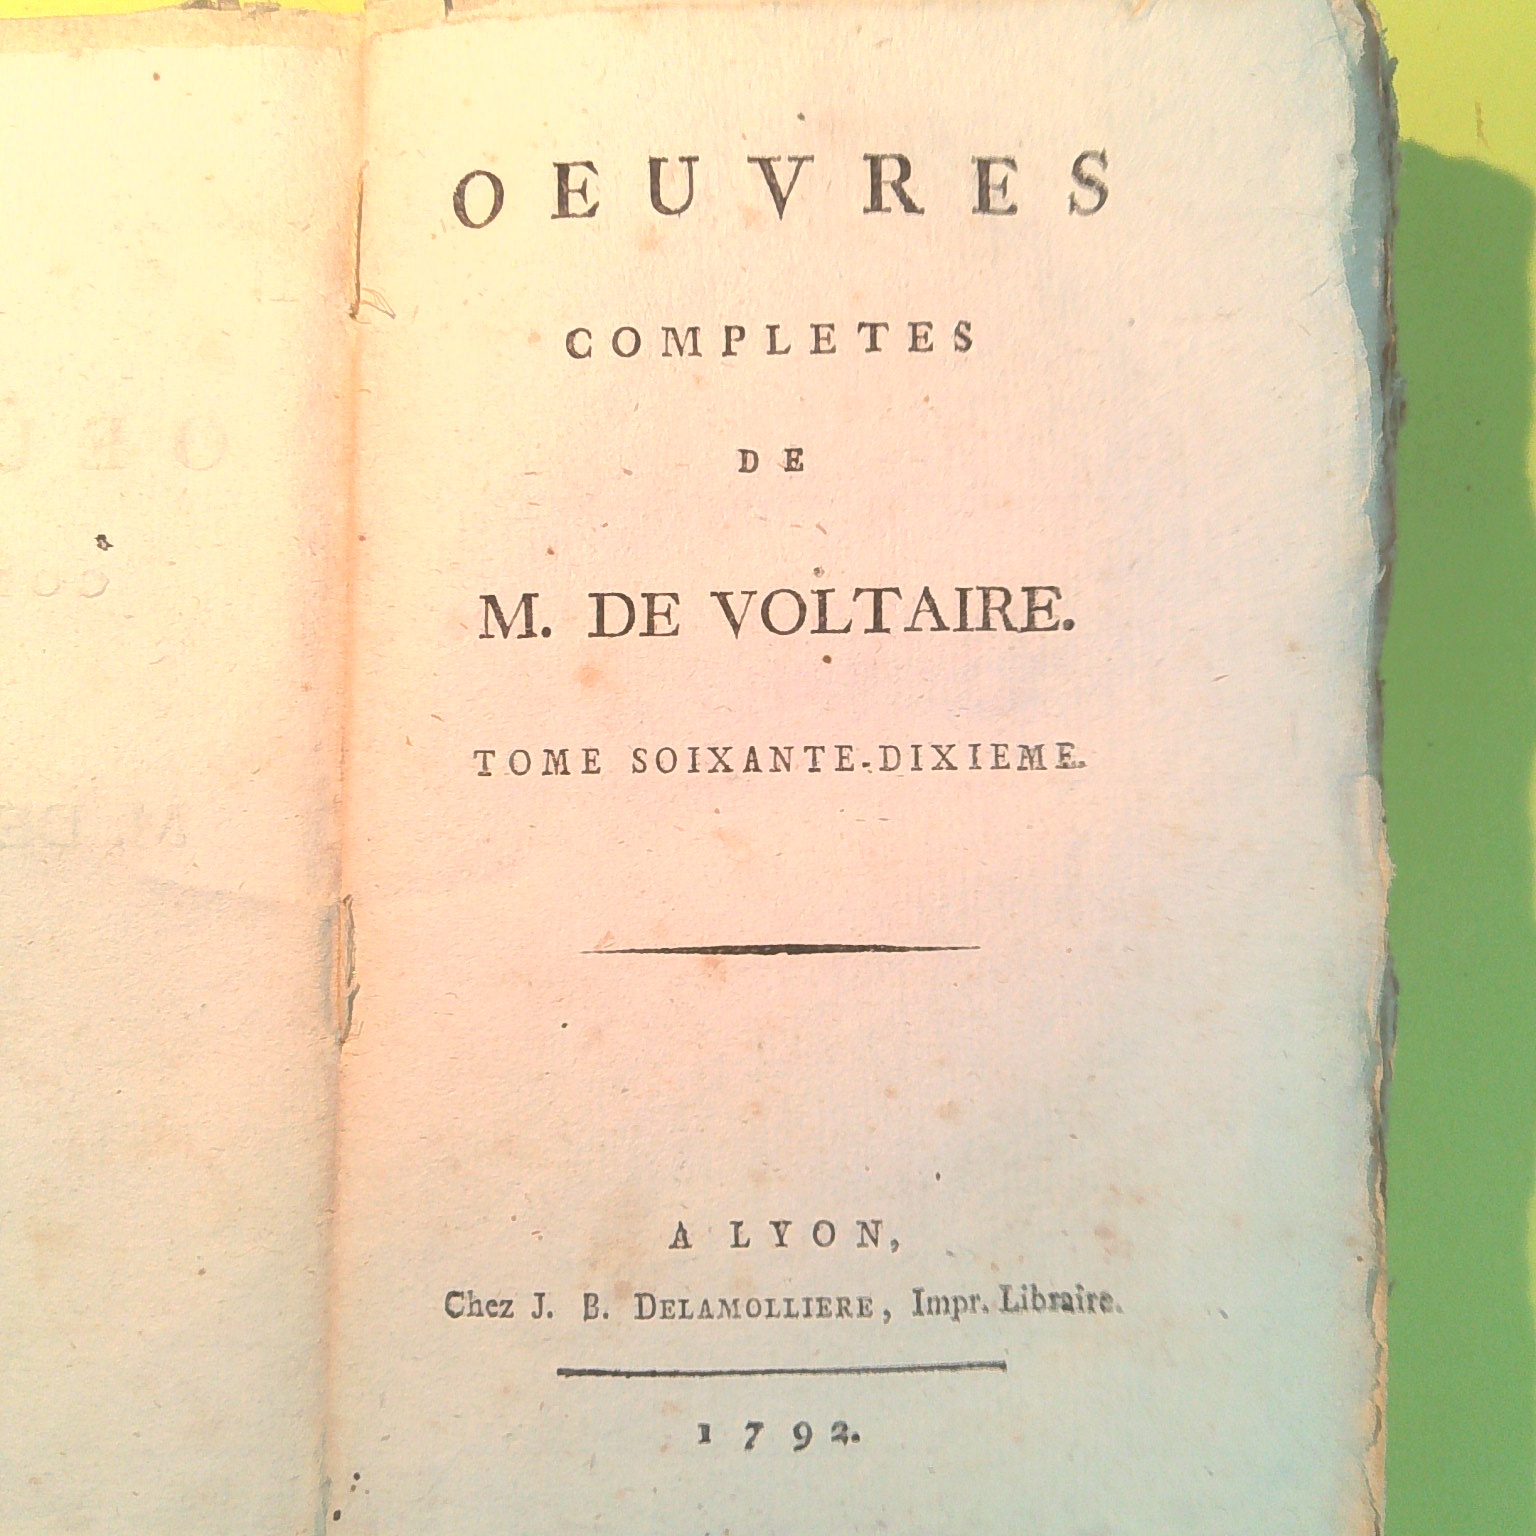 OEUVRES
COMPLETES
DE
M. DE VOLTAIRE.
TOME SOIXANTE-DIXIEME.
A LYON,
Chez J. B. DELAMOLLIERE, Impr. Libraire.
1792.